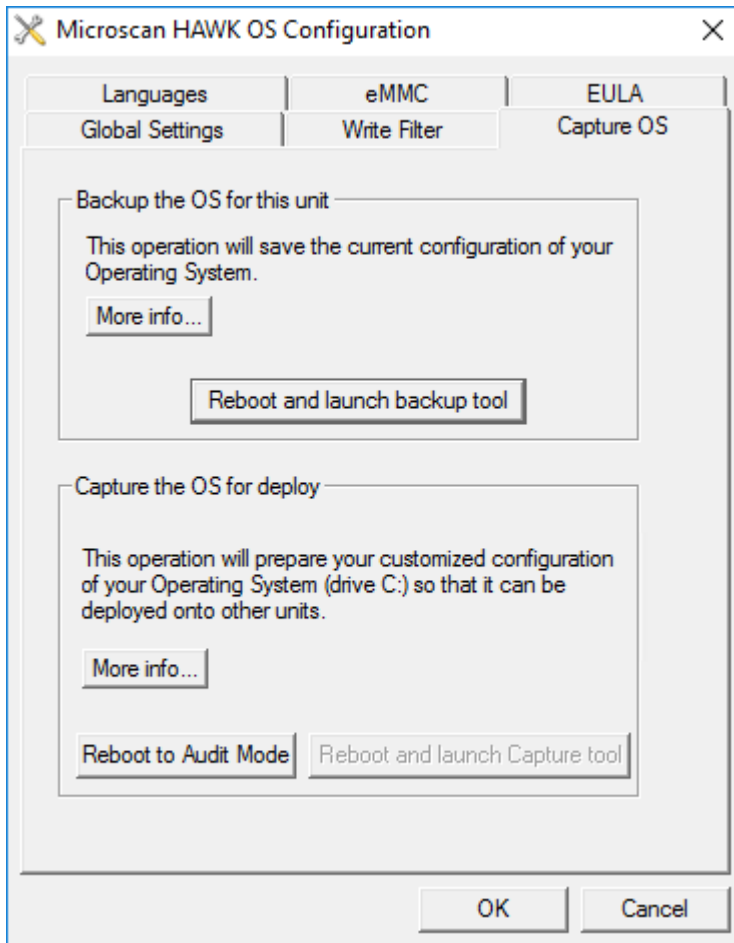 Microscan HAWK OS Configuration
Languages
eMMC
EULA
Global Settings
Write Filter
Capture OS
Backup the OS for this unit
This operation will save the current configuration of your
Operating System.
More info...
Reboot and launch backup tool
Capture the OS for deploy
This operation will prepare your customized configuration
of your Operating System (drive C:) so that it can be
deployed onto other units.
More info...
Reboot to Audit Mode
Reboot and launch Capture tool
OK
Cancel